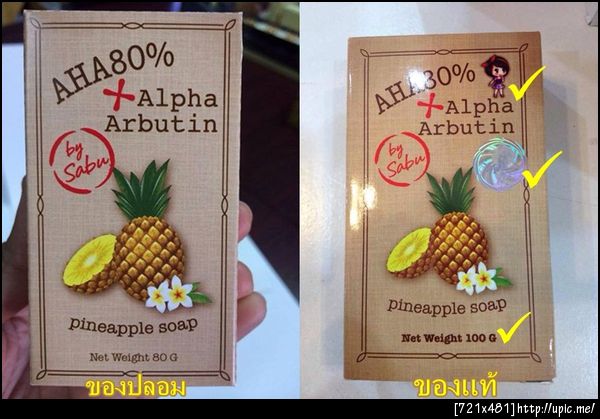 AHA80%
+Alpha
Arbutin
by
Sabu
pineapple soap
Net Weight 80 G
ของปลอม
AHA80%
+Alpha
Arbutin
by
Sabu
pineapple soap
Net Weight 100 G
ของแท้
[721x481]http://upic.me/